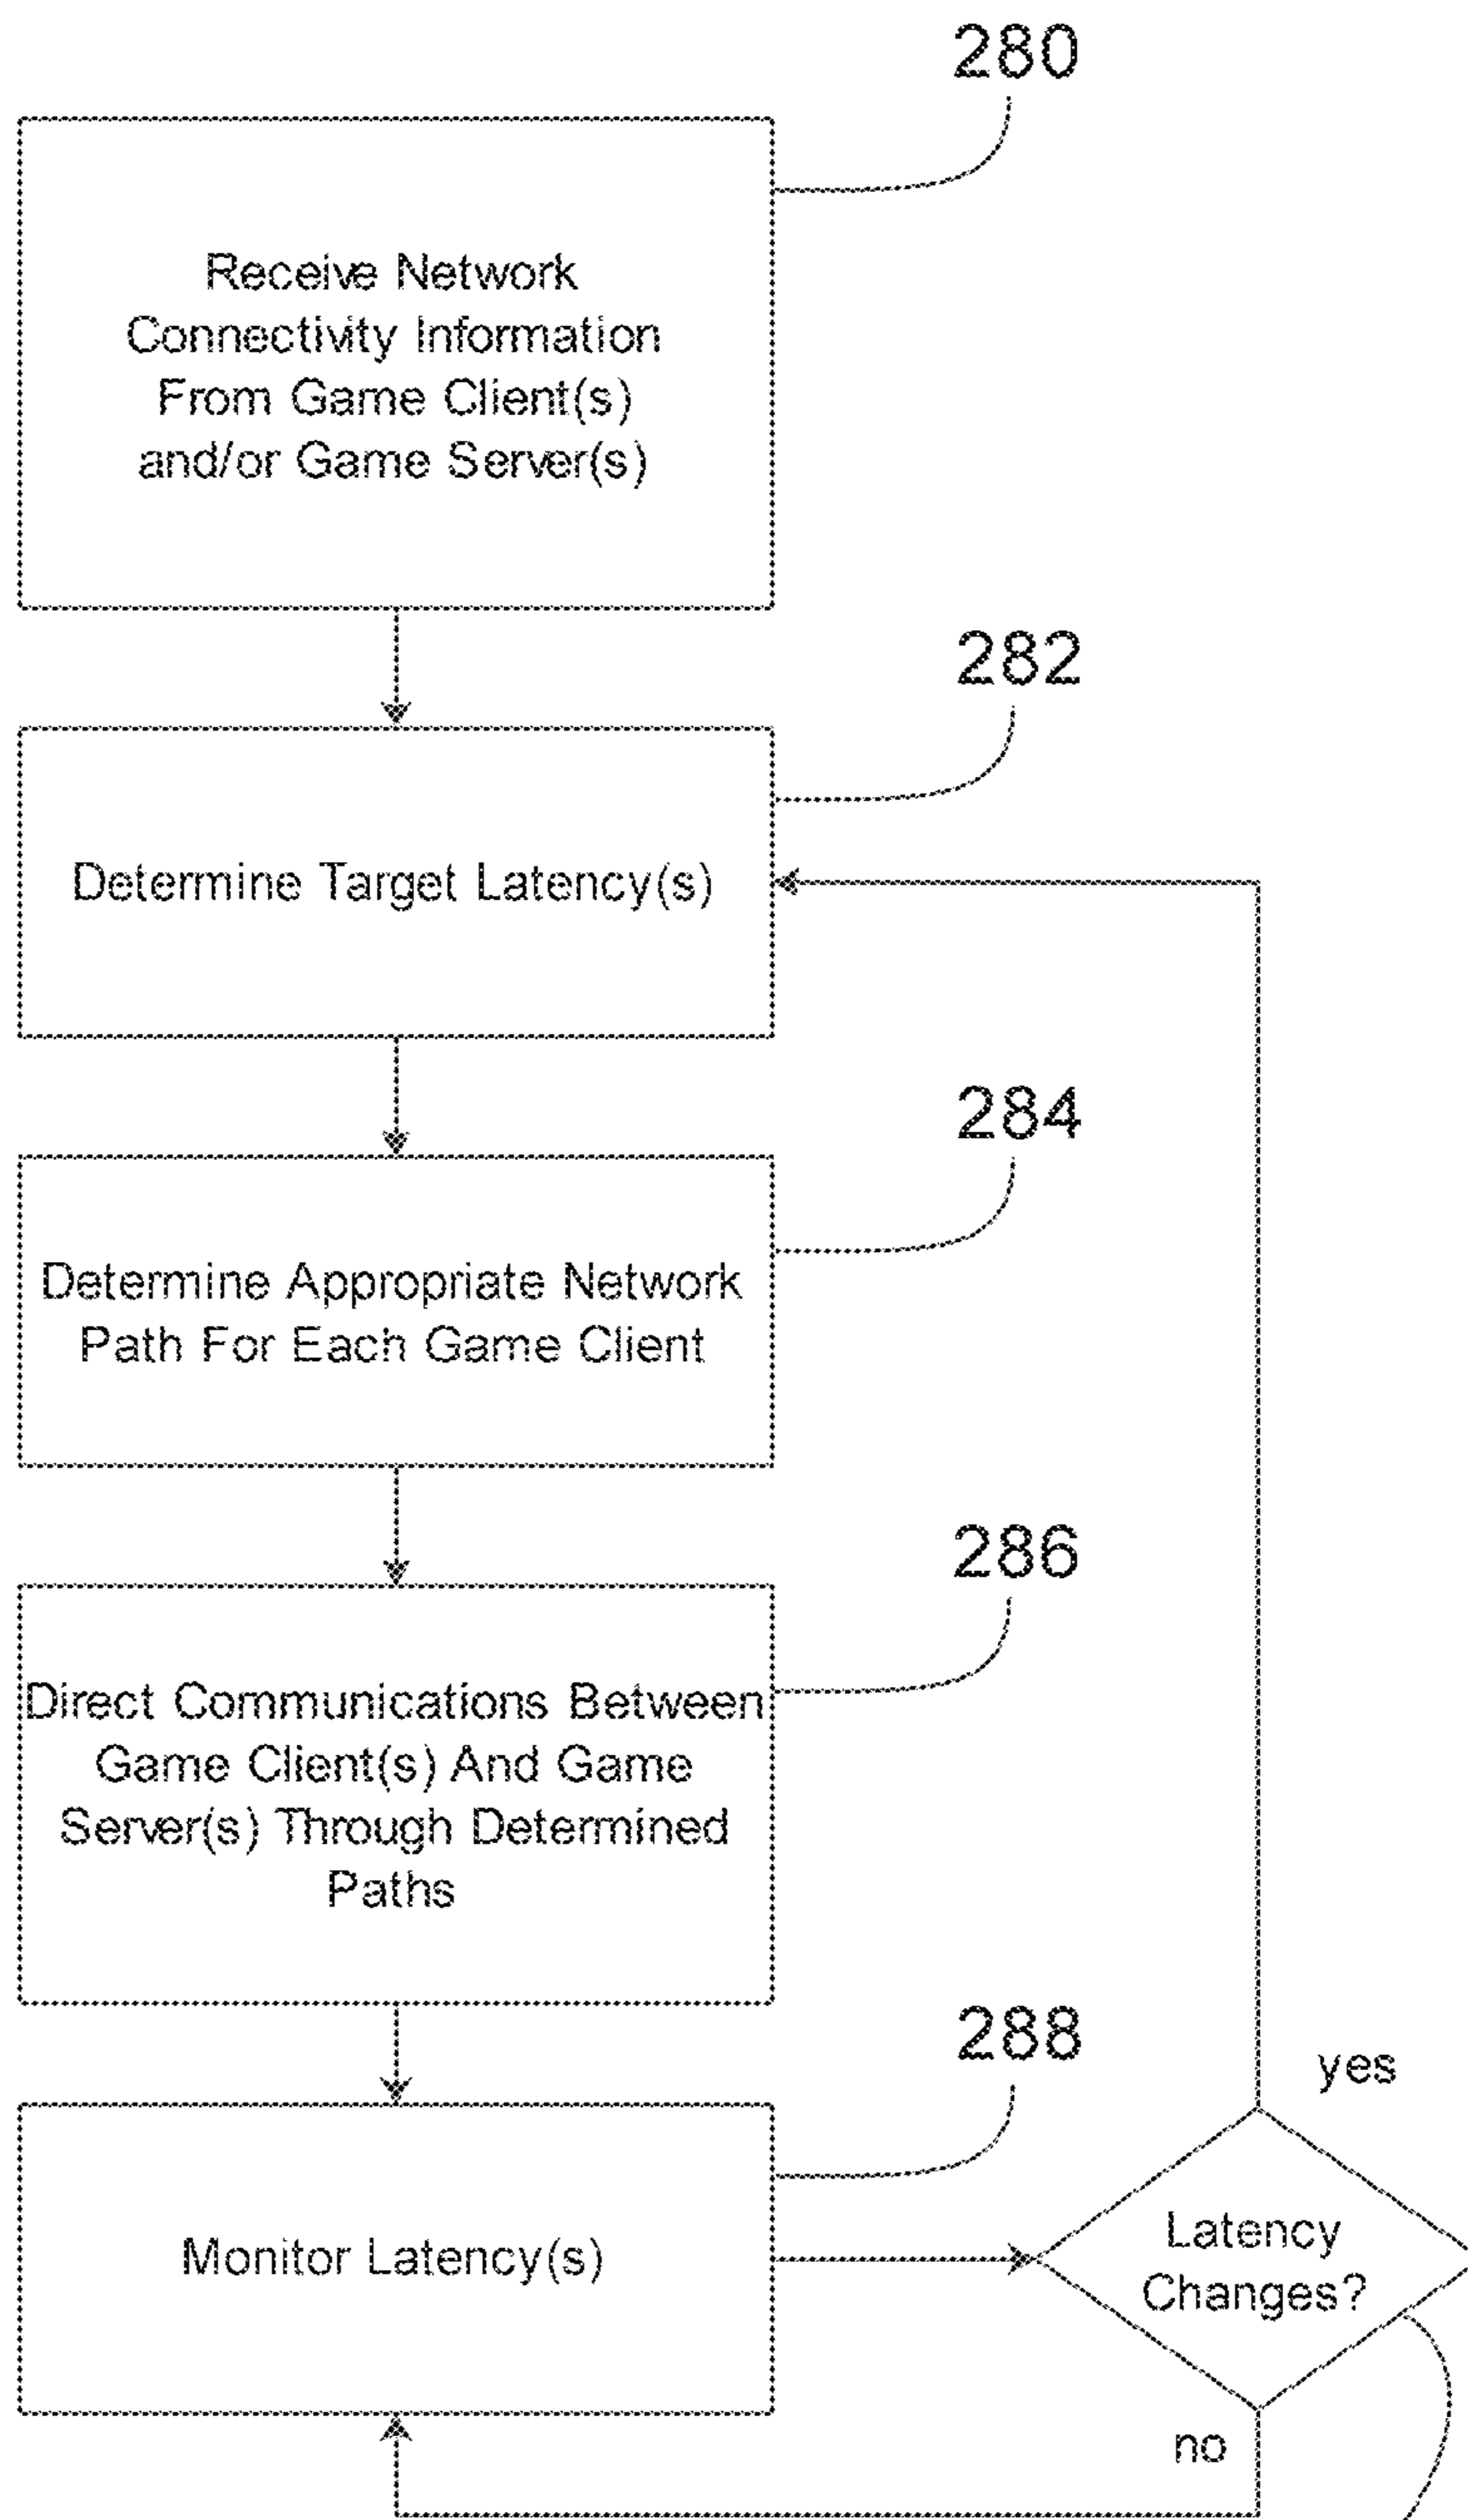 280
Receive Network
Connectivity Information
From Game Client(s)
and/or Game Server(s)
282
Determine Target Latency(s)
284
Determine Appropriate Network
Path For Each Game Client
286
Direct Communications Between
Game Client(s) And Game
Server(s) Through Determined
Paths
288
yes
Monitor Latency(s)
Latency
Changes?
no